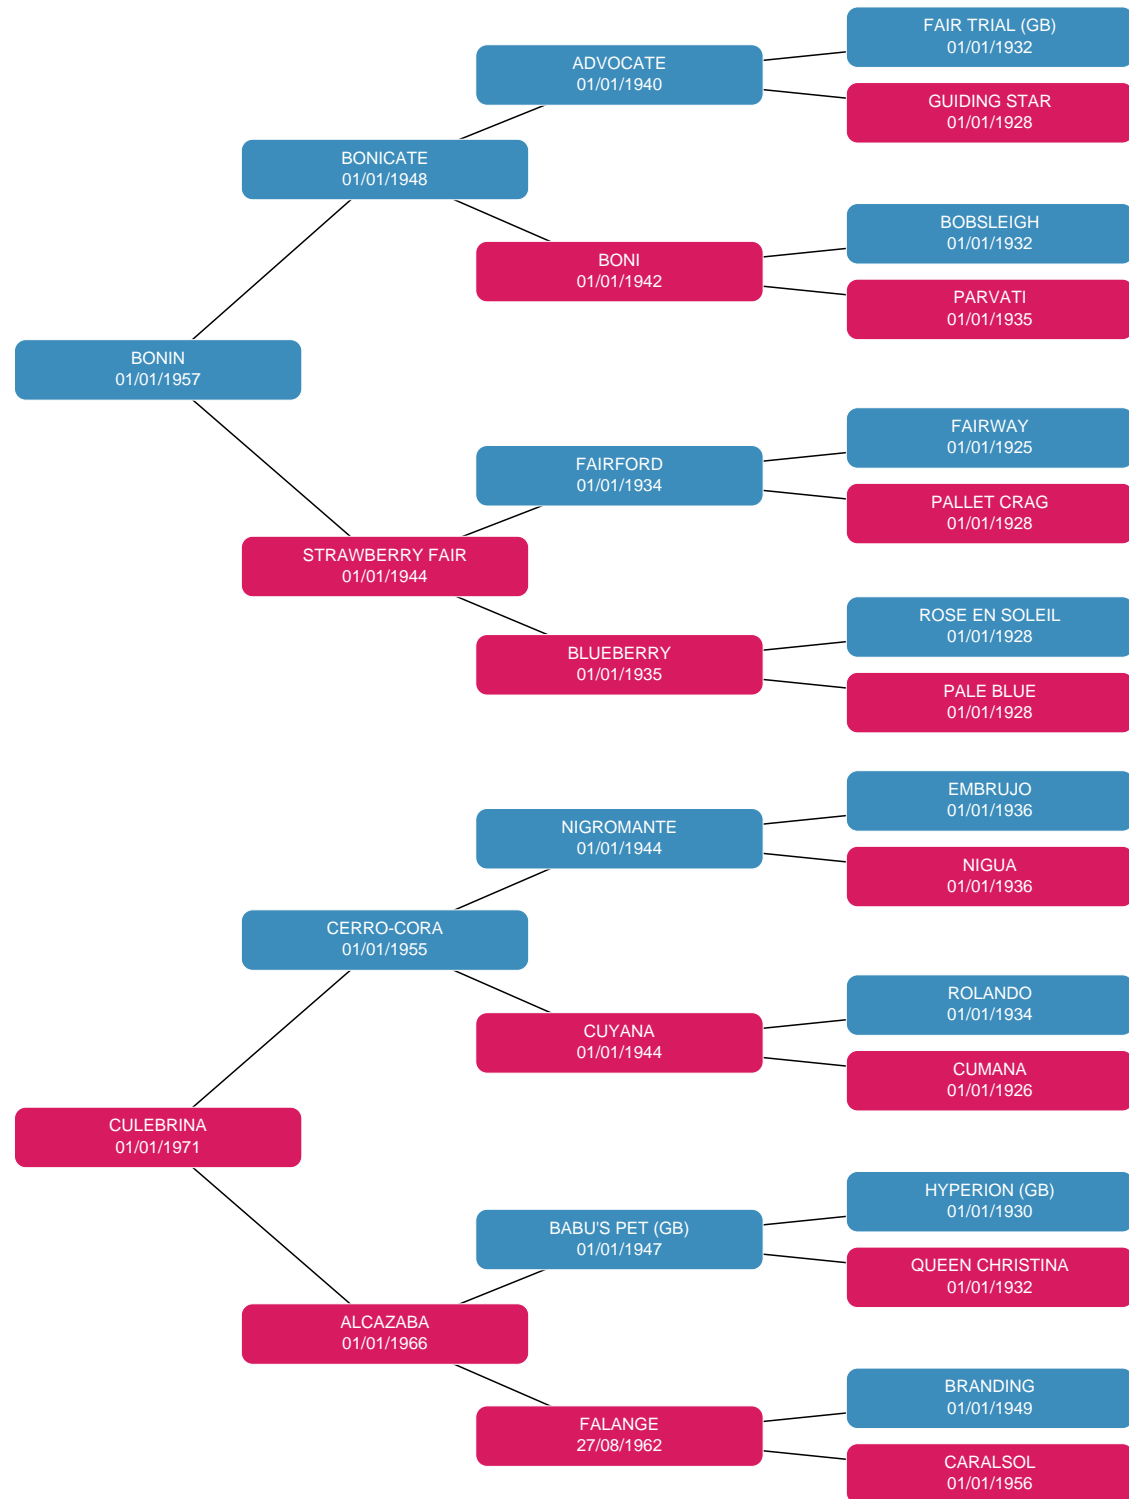 FAIR TRIAL (GB)
01/01/1932
ADVOCATE
01/01/1940
GUIDING STAR
01/01/1928
BONICATE
01/01/1948
BOBSLEIGH
01/01/1932
BONI
01/01/1942
PARVATI
01/01/1935
BONIN
01/01/1957
FAIRWAY
01/01/1925
FAIRFORD
01/01/1934
PALLET CRAG
01/01/1928
STRAWBERRY FAIR
01/01/1944
ROSE EN SOLEIL
01/01/1928
BLUEBERRY
01/01/1935
PALE BLUE
01/01/1928
EMBRUJO
01/01/1936
NIGROMANTE
01/01/1944
NIGUA
01/01/1936
CERRO-CORA
01/01/1955
ROLANDO
01/01/1934
CUYANA
01/01/1944
CUMANA
01/01/1926
CULEBRINA
01/01/1971
HYPERION (GB)
01/01/1930
BABU'S PET (GB)
01/01/1947
QUEEN CHRISTINA
01/01/1932
ALCAZABA
01/01/1966
BRANDING
01/01/1949
FALANGE
27/08/1962
CARALSOL
01/01/1956